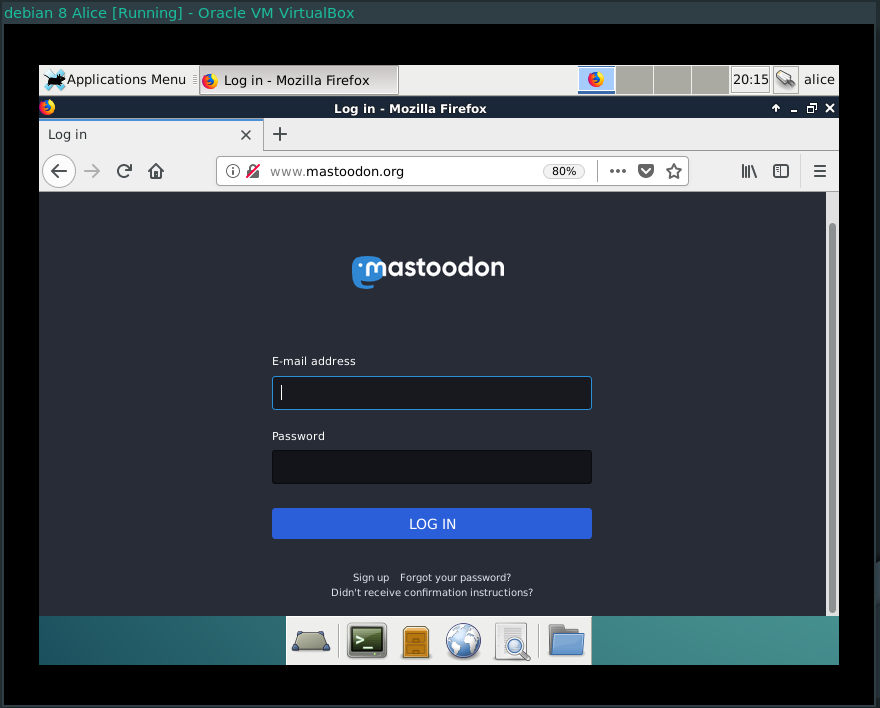 debian 8 Alice [Running] - Oracle VM VirtualBox
Applications Menu
Log in - Mozilla Firefox
20:15
alice
Log in - Mozilla Firefox
Log in
www.mastoodon.org
80%
mastoodon
E-mail address
Password
LOG IN
Sign up Forgot your password?
Didn't receive confirmation instructions?